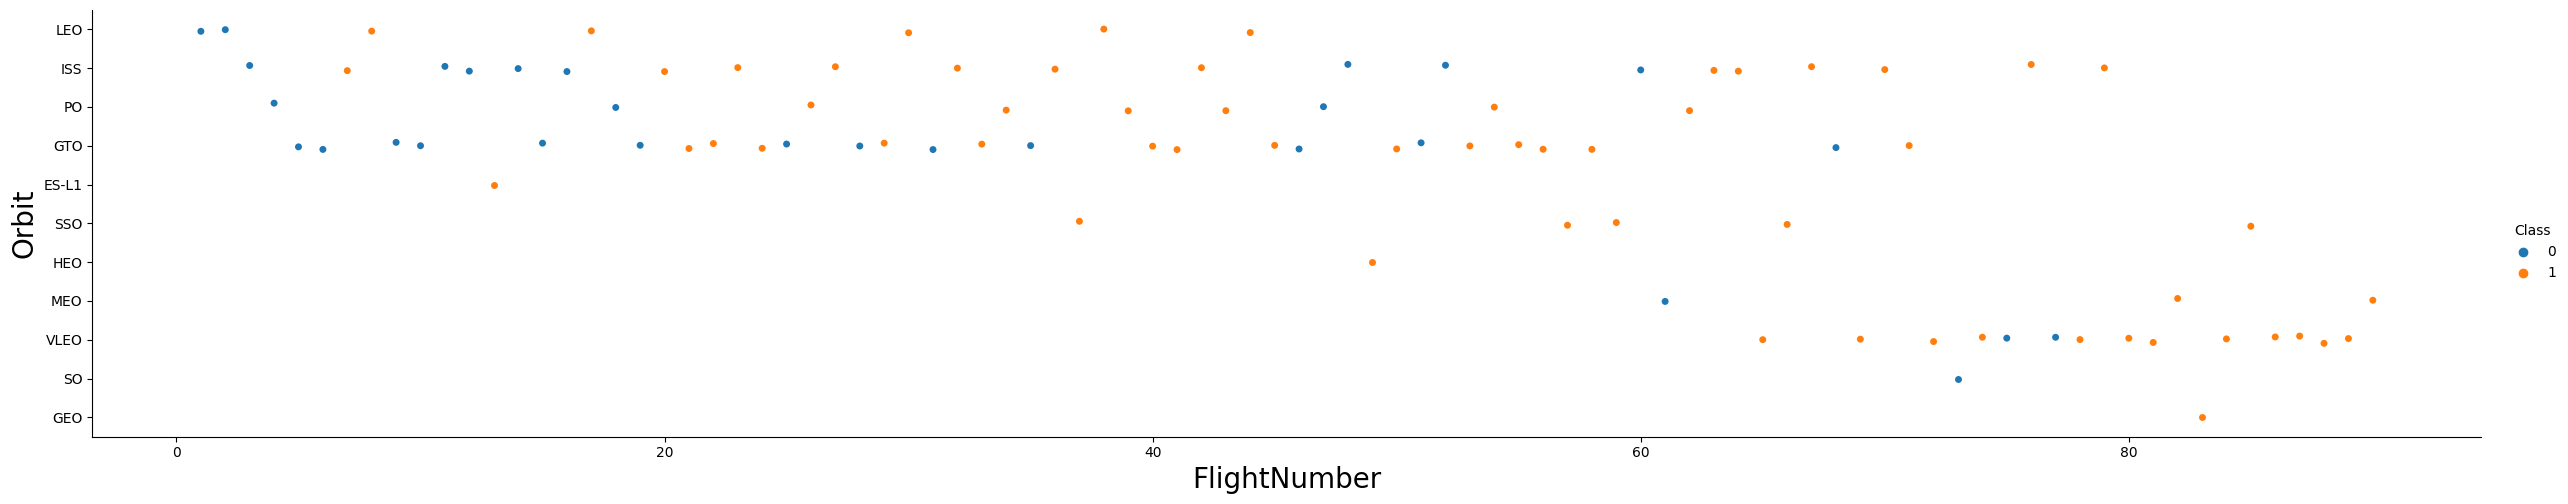 LEO
ISS
PO
GTO
ES-L1
SSO
HEO
MEO
VLEO
SO
GEO
Orbit
0 20 40 60 80
FlightNumber
Class
0
1